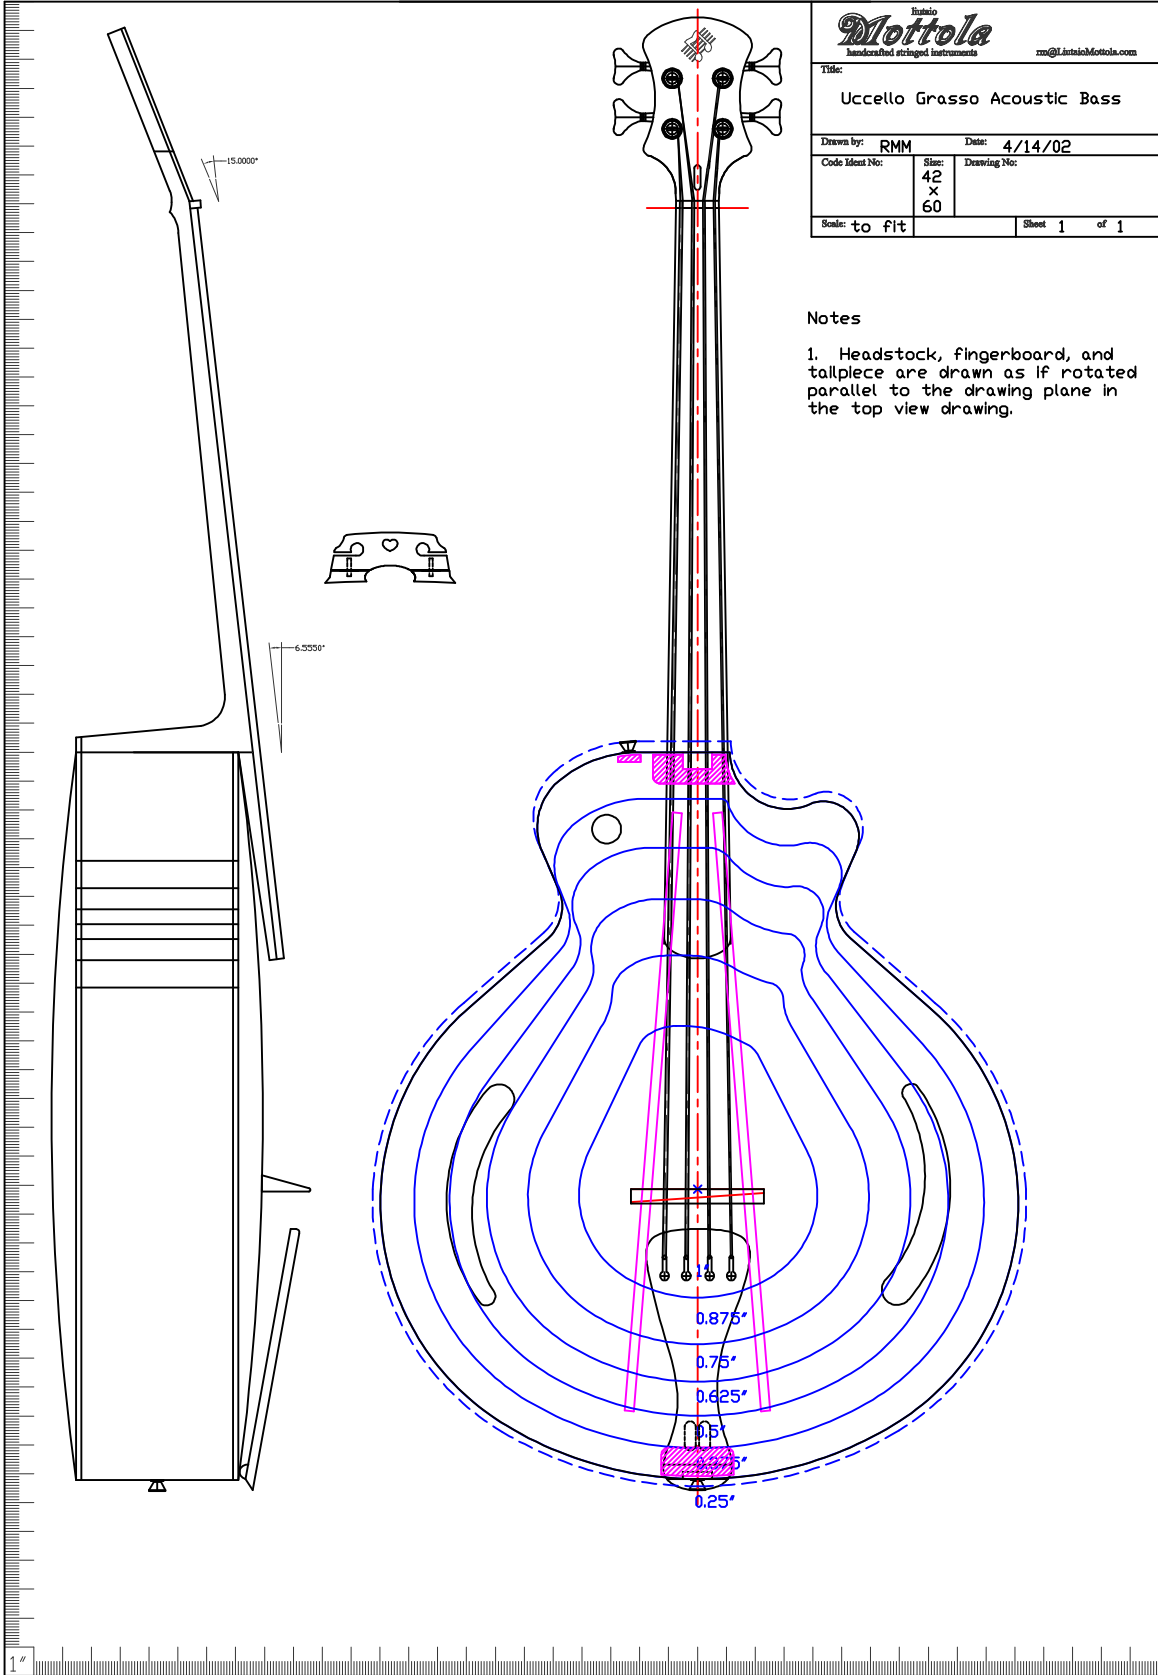 liutaio
Mottola
handcrafted stringed instruments
rm@LiutaioMottola.com
Title:
Uccello Grasso Acoustic Bass
Drawn by: RMM Date: 4/14/02
Code Ident No: Size: 42 x 60 Drawing No:
Scale: to fit Sheet 1 of 1
Notes
1. Headstock, fingerboard, and
tailpiece are drawn as if rotated
parallel to the drawing plane in
the top view drawing.
15.0000°
6.5550°
1"
0.875"
0.75"
0.625"
0.5"
0.375"
0.25"
1"